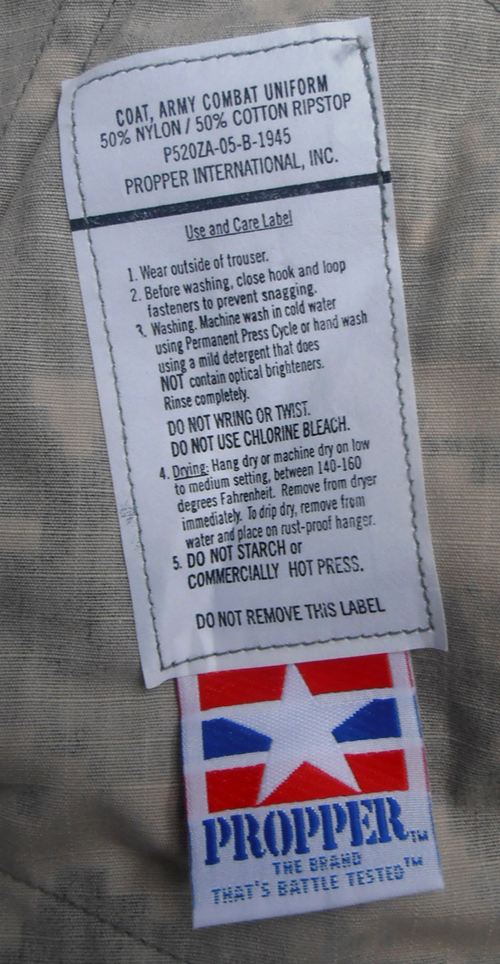 COAT, ARMY COMBAT UNIFORM
50% NYLON / 50% COTTON RIPSTOP
P520ZA-05-B-1945
PROPPER INTERNATIONAL, INC.
Use and Care Label
1. Wear outside of trouser.
2. Before washing, close hook and loop
fasteners to prevent snagging.
3. Washing. Machine wash in cold water
using Permanent Press Cycle or hand wash
using a mild detergent that does
NOT contain optical brighteners.
Rinse completely.
DO NOT WRING OR TWIST.
DO NOT USE CHLORINE BLEACH.
4. Drying: Hang dry or machine dry on low
to medium setting, between 140-160
degrees Fahrenheit. Remove from dryer
immediately. To drip dry, remove from
water and place on rust-proof hanger.
5. DO NOT STARCH or
COMMERCIALLY HOT PRESS.
DO NOT REMOVE THIS LABEL
PROPPER™
THE BRAND
THAT'S BATTLE TESTED™